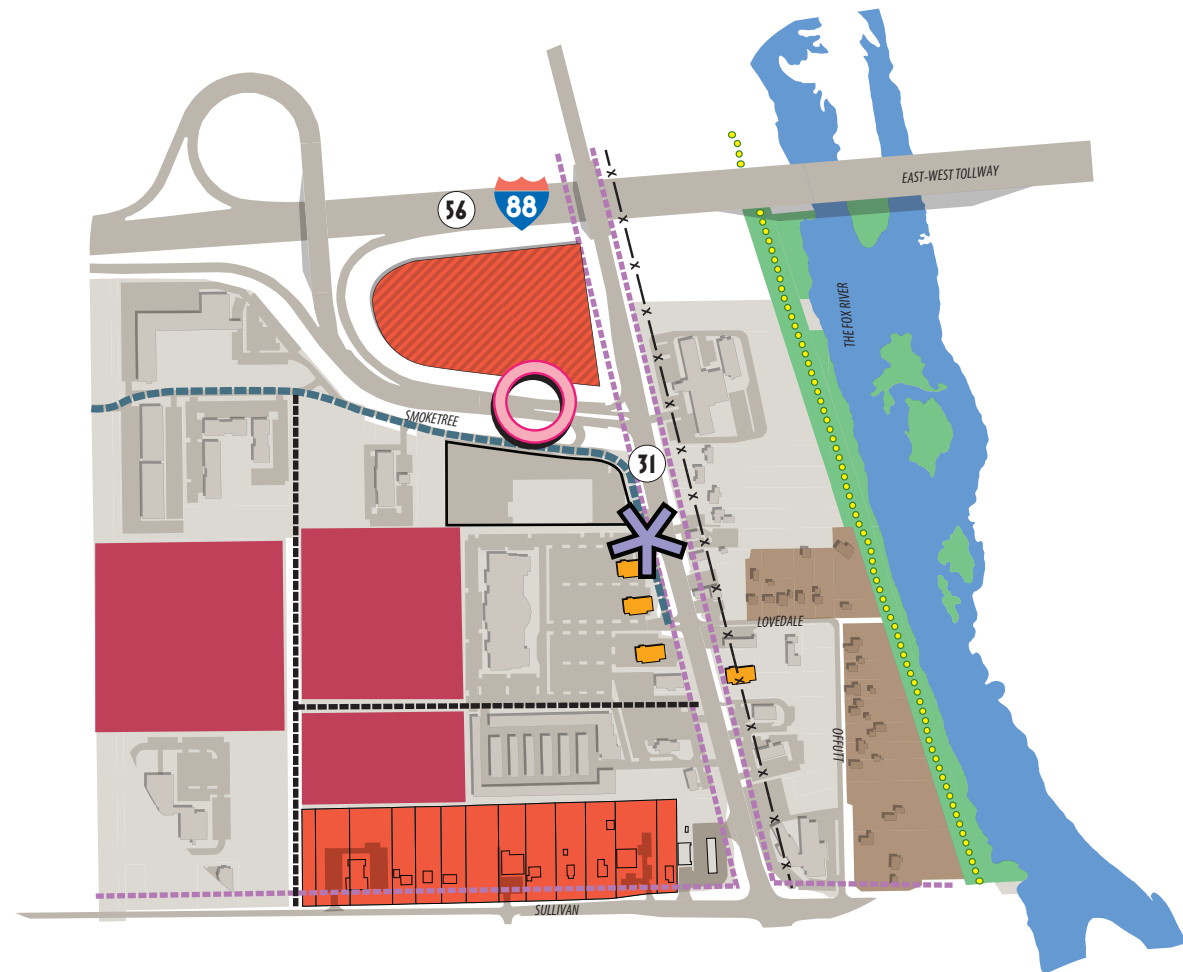 EAST-WEST TOLLWAY
56
88
THE FOX RIVER
SMOKETREE
31
LOVEDALE
OFFUTT
SULLIVAN